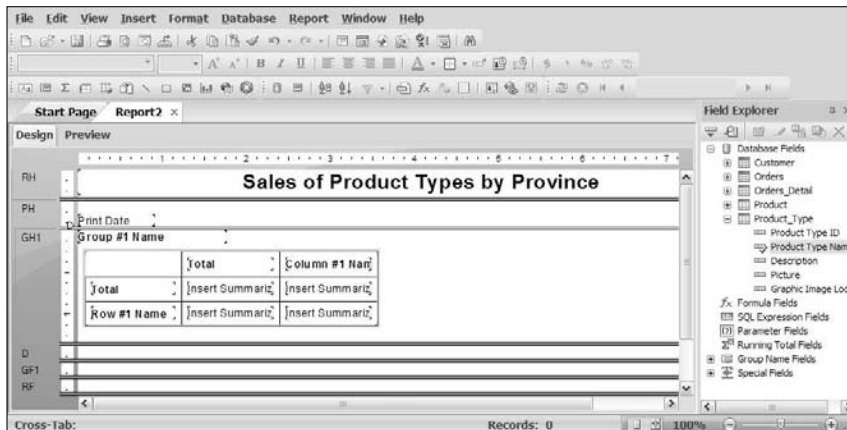 File Edit View Insert Format Database Report Window Help
Start Page Report2 ×
Design Preview
RH
Sales of Product Types by Province
PH
Print Date
GH1
Group #1 Name
Total Column #1 Nam
Total Insert Summariz Insert Summariz
Row #1 Name Insert Summariz Insert Summariz
D
GF1
RF
Field Explorer
Database Fields
Customer
Orders
Orders_Detail
Product
Product_Type
Product Type ID
Product Type Nam
Description
Picture
Graphic Image Loc
Formula Fields
SQL Expression Fields
Parameter Fields
Running Total Fields
Group Name Fields
Special Fields
Cross-Tab: Records: 0 100%